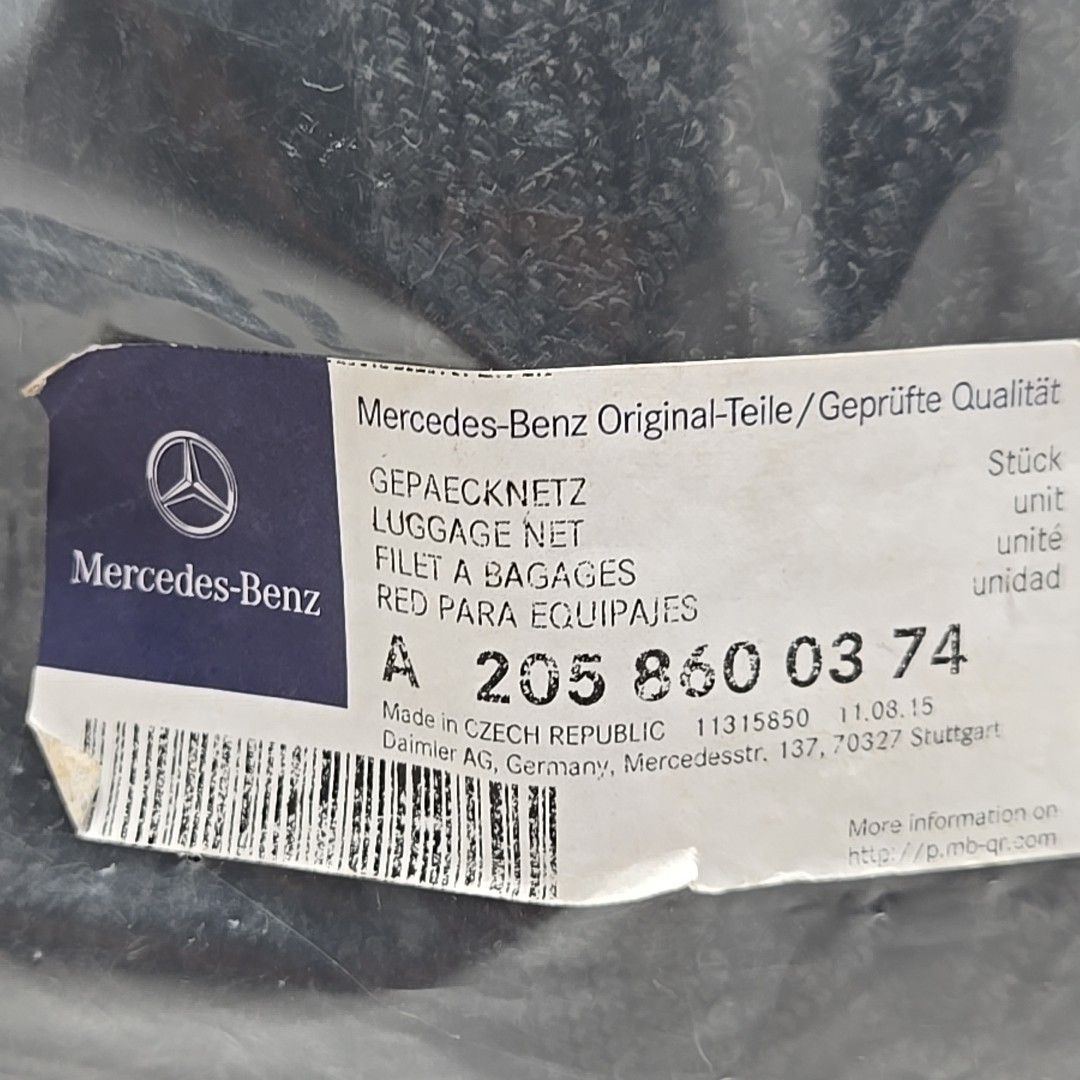 Mercedes-Benz
Mercedes-Benz Original-Teile/Geprüfte Qualität
GEPAECKNETZ
LUGGAGE NET
FILET A BAGAGES
RED PARA EQUIPAJES
Stück
unit
unité
unidad
A 205 860 03 74
Made in CZECH REPUBLIC 11315850 11.08.15
Daimler AG, Germany, Mercedesstr. 137, 70327 Stuttgart
More information on
http://p.mb-qr.com